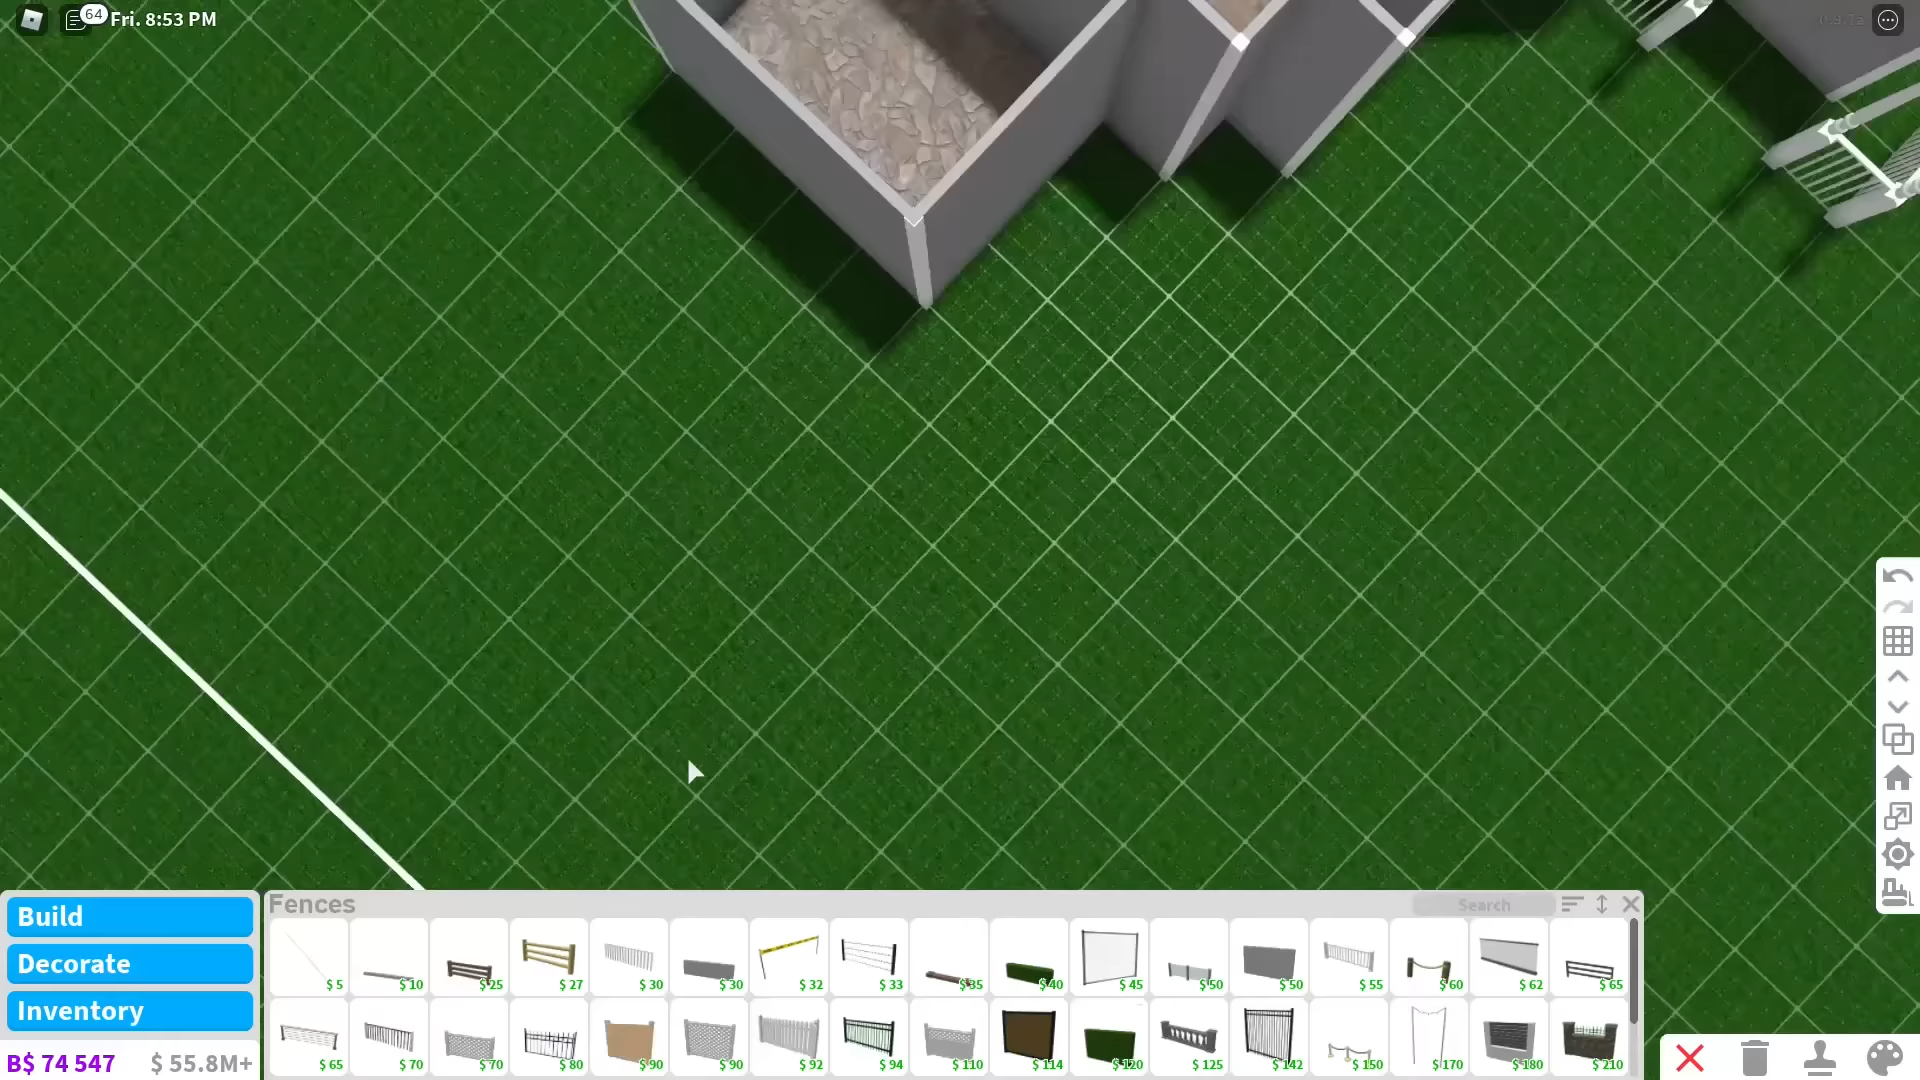 64 Fri. 8:53 PM
Build
Decorate
Inventory
B$ 74 547 $ 55.8M+
Fences
Search
$ 5 $ 10 $ 25 $ 27 $ 30 $ 30 $ 32 $ 33 $ 35 $ 40 $ 45 $ 50 $ 50 $ 55 $ 60 $ 62 $ 65
$ 65 $ 70 $ 70 $ 80 $ 90 $ 90 $ 92 $ 94 $ 110 $ 114 $ 120 $ 125 $ 142 $ 150 $ 170 $ 180 $ 210